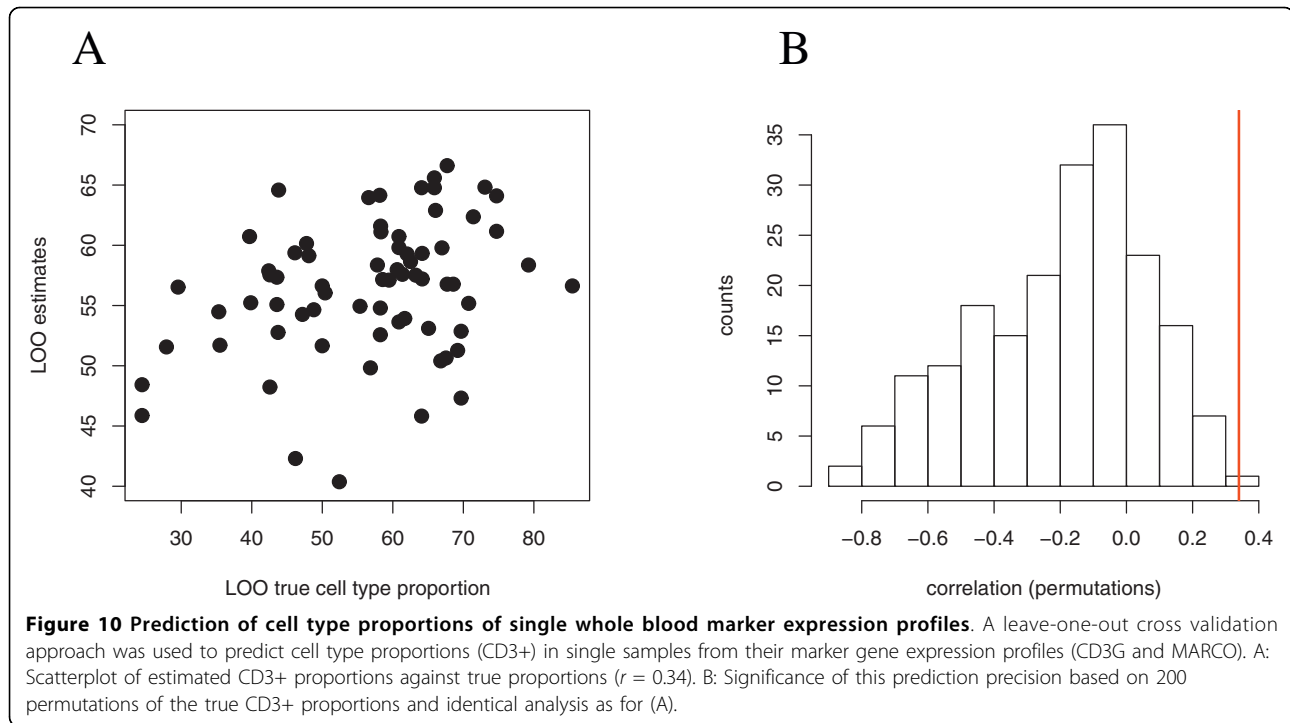 A
B
70
65
60
55
50
45
40
LOO estimates
30 40 50 60 70 80
LOO true cell type proportion
35
30
25
20
15
10
5
0
counts
−0.8 −0.6 −0.4 −0.2 0.0 0.2 0.4
correlation (permutations)
Figure 10 Prediction of cell type proportions of single whole blood marker expression profiles. A leave-one-out cross validation
approach was used to predict cell type proportions (CD3+) in single samples from their marker gene expression profiles (CD3G and MARCO). A:
Scatterplot of estimated CD3+ proportions against true proportions (r = 0.34). B: Significance of this prediction precision based on 200
permutations of the true CD3+ proportions and identical analysis as for (A).